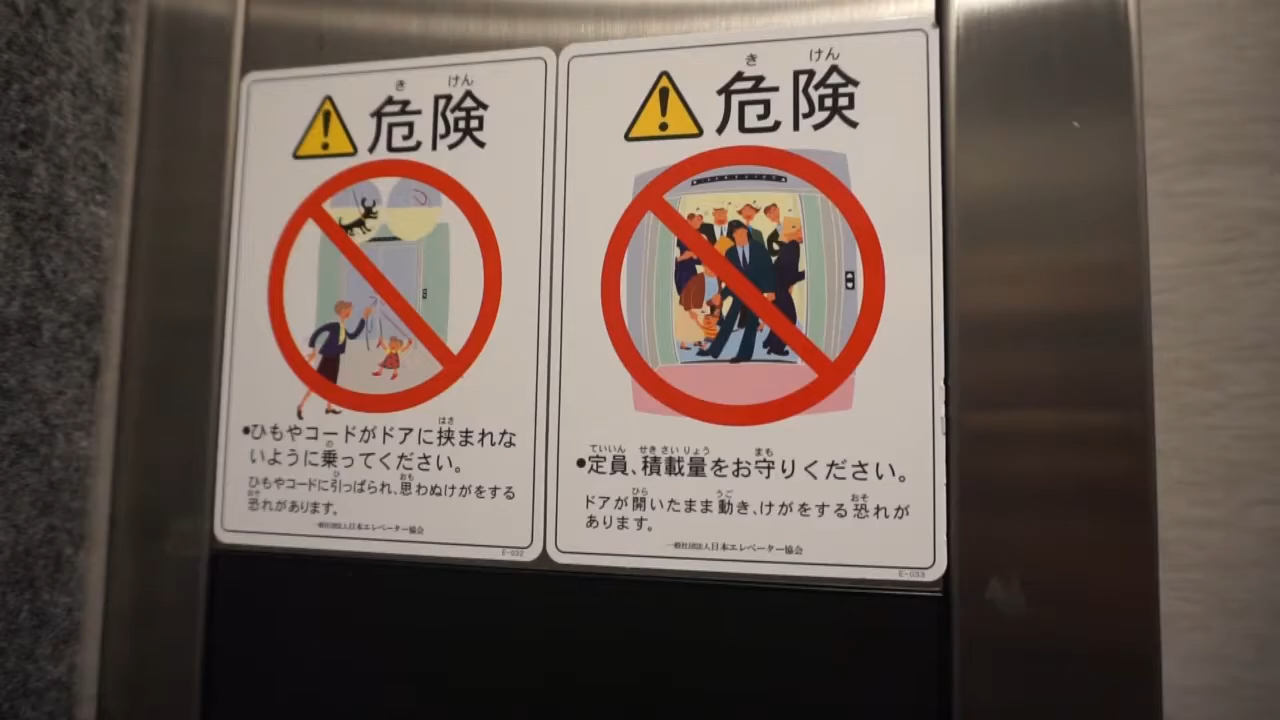 き けん
危険
●ひもやコードがドアに挟まれな
はさ
いように乗ってください。
の
ひもやコードに引っぱられ、思わぬけがをする
ひ おも
恐れがあります。
おそ
一般社団法人日本エレベーター協会
E-032
き けん
危険
ていいん せきさいりょう まも
●定員、積載量をお守りください。
ひら うご おそ
ドアが開いたまま動き、けがをする恐れが
あります。
一般社団法人日本エレベーター協会
E-033